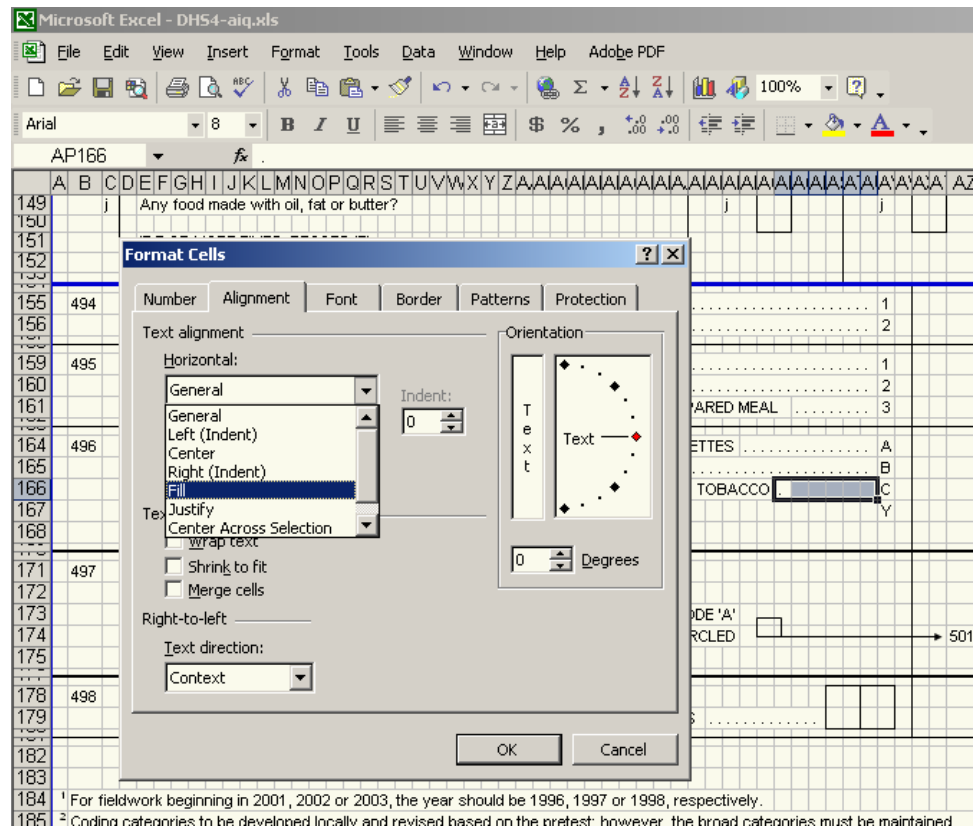 Microsoft Excel - DHS4-aiq.xls
File Edit View Insert Format Tools Data Window Help Adobe PDF
100%
Arial 8 B I U $ % ,
AP166 fx .
A B C D E F G H I J K L M N O P Q R S T U V W X Y Z
149 j Any food made with oil, fat or butter? j j
150
151
152
Format Cells ? X
Number Alignment Font Border Patterns Protection
155 494 1
156 2
Text alignment Orientation
159 495 1
Horizontal:
160 2
General Indent:
161 PARED MEAL .......... 3
General 0
Left (Indent)
Center
Right (Indent)
Fill
Justify
Center Across Selection
Text
Text
164 496 ETTES .......... A
165 B
166 TOBACCO . C
167 Y
168
Wrap text
Shrink to fit
Merge cells
0 Degrees
171 497
172
Right-to-left
173 ODE 'A'
174 RCLED 501
Text direction:
175
Context
178 498
179
OK Cancel
182
183
184 1 For fieldwork beginning in 2001, 2002 or 2003, the year should be 1996, 1997 or 1998, respectively.
185 2 Coding categories to be developed locally and revised based on the pretest; however, the broad categories must be maintained